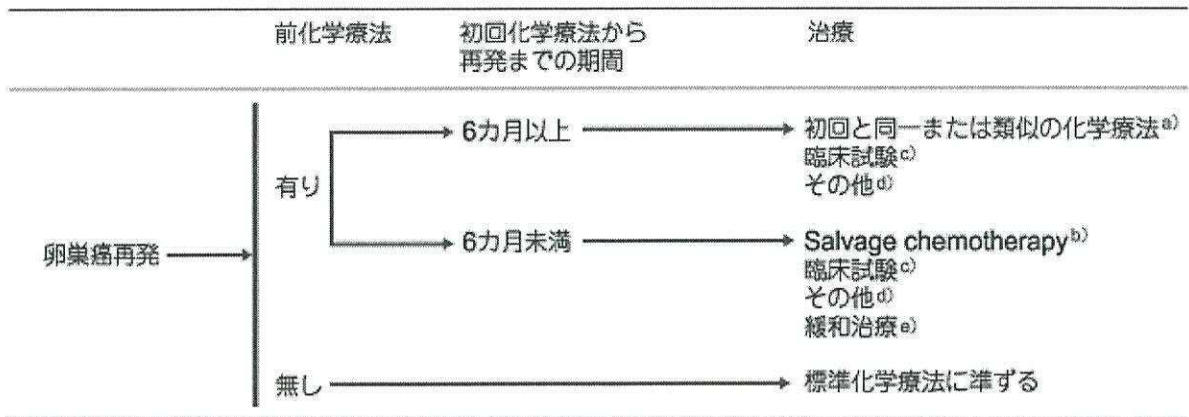 前化学療法
初回化学療法から
再発までの期間
治療
6カ月以上
初回と同一または類似の化学療法a)
臨床試験c)
その他d)
有り
6カ月未満
Salvage chemotherapy b)
臨床試験c)
その他d)
緩和治療e)
卵巣癌再発
無し
標準化学療法に準ずる